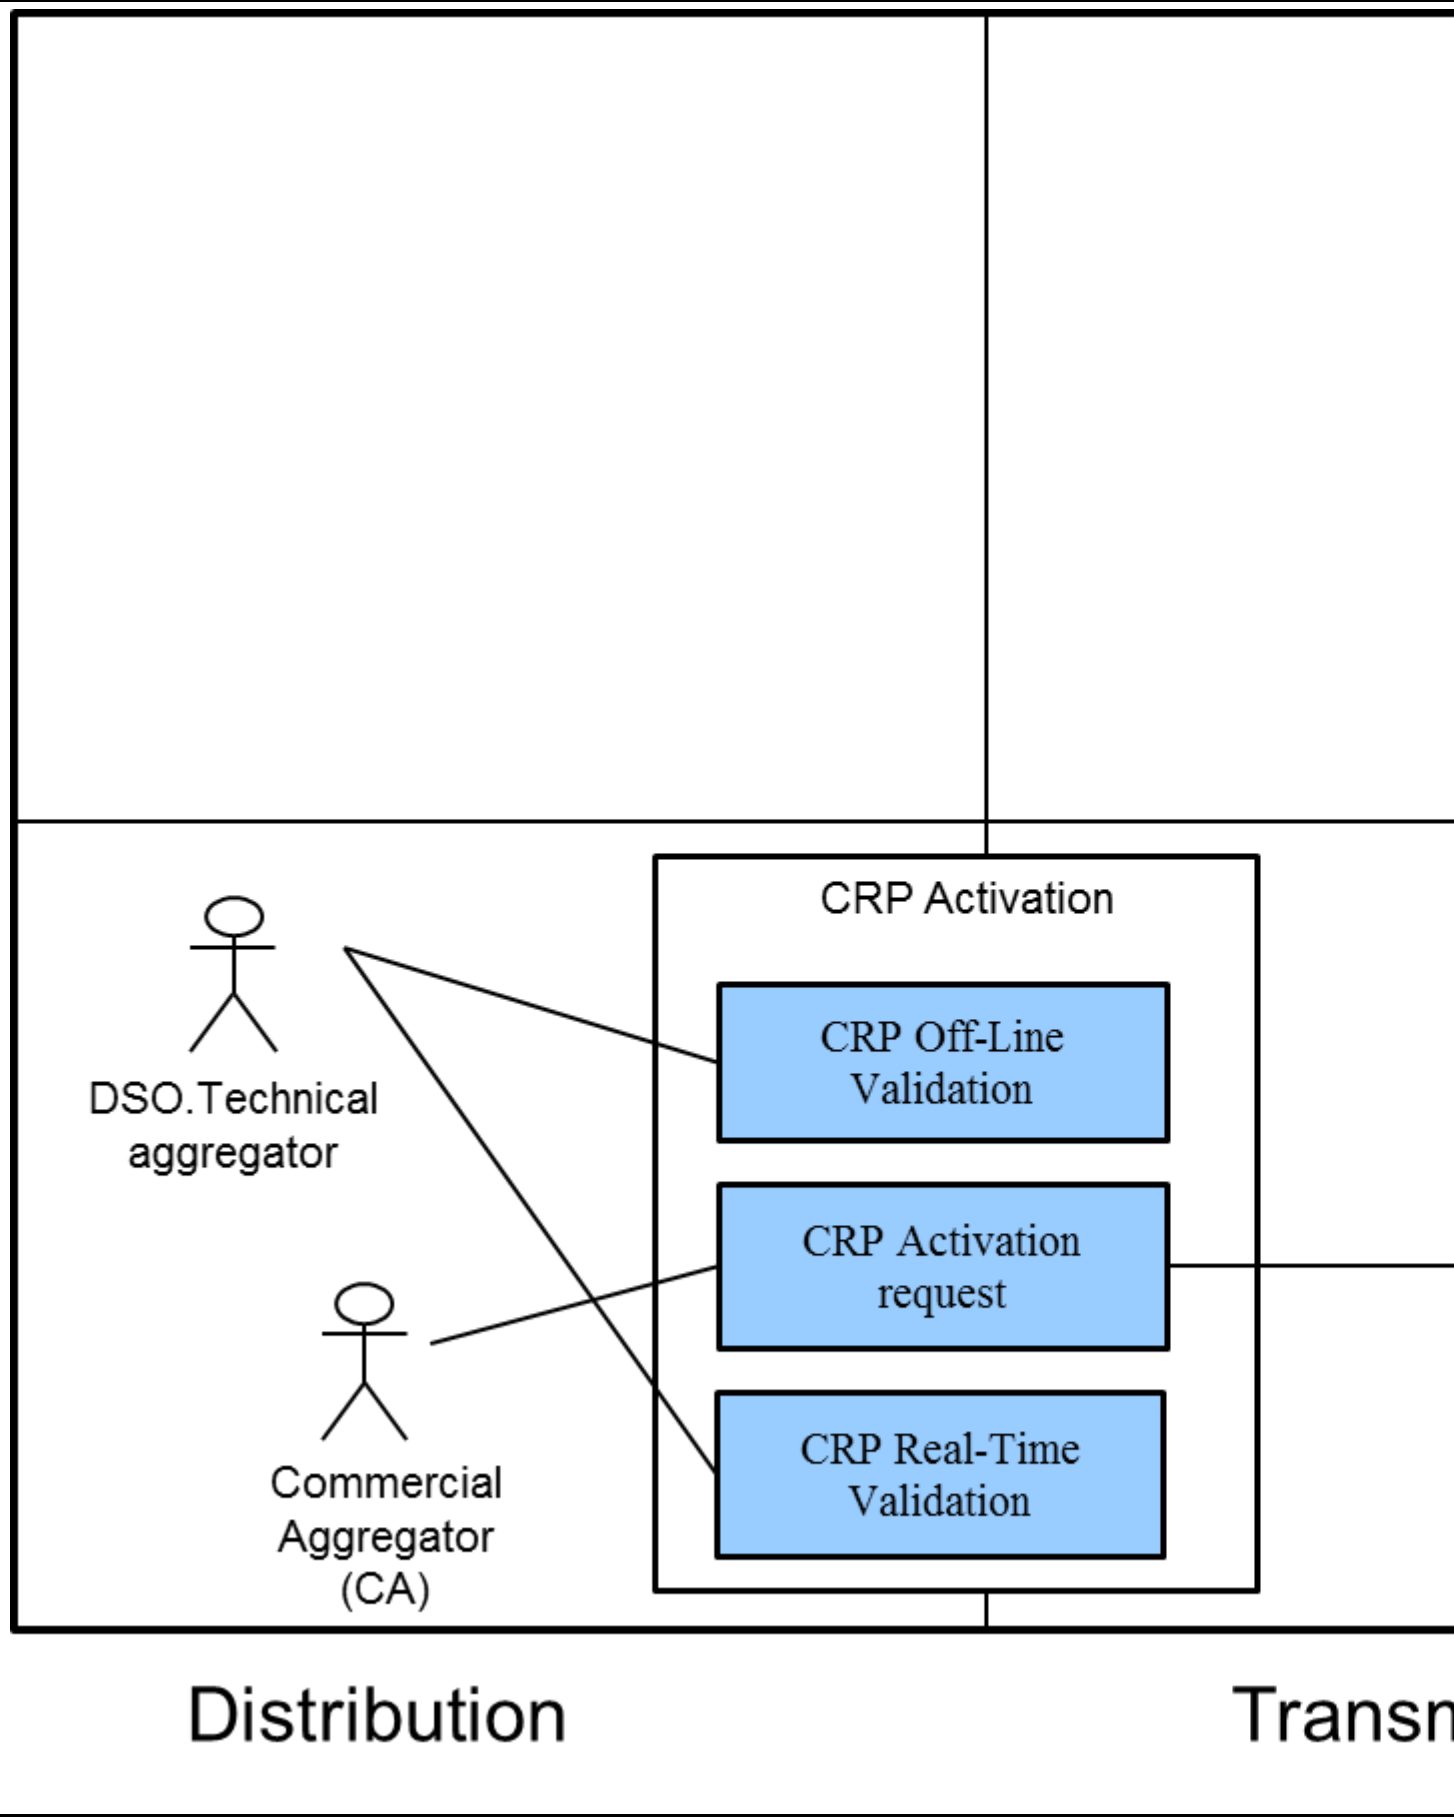 CRP Activation
CRP Off-Line
Validation
DSO.Technical
aggregator
CRP Activation
request
CRP Real-Time
Validation
Commercial
Aggregator
(CA)
Distribution